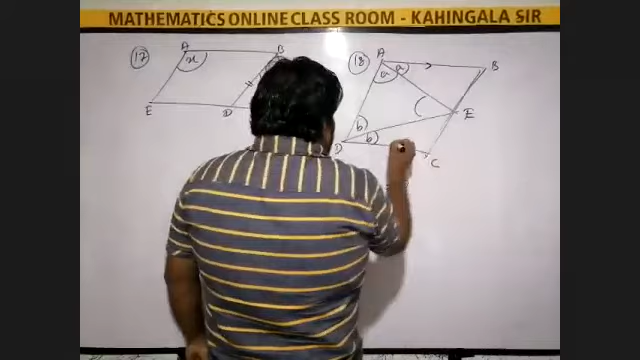 MATHEMATICS ONLINE CLASS ROOM - KAHINGALA SIR
17
A
B
x
E
D
18
A
B
a
a
E
b
b
D
C